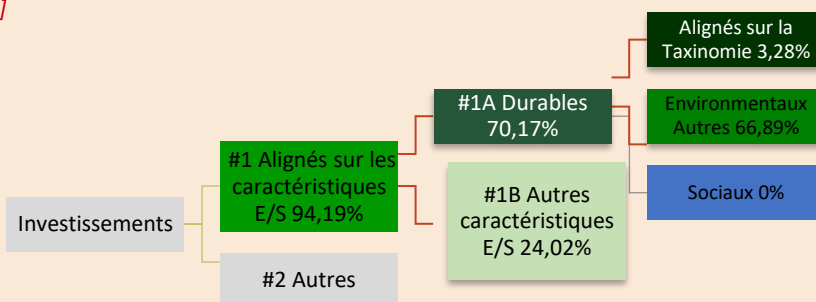 ]
Investissements
#1 Alignés sur les
caractéristiques
E/S 94,19%
#2 Autres
#1A Durables
70,17%
#1B Autres
caractéristiques
E/S 24,02%
Alignés sur la
Taxinomie 3,28%
Environmentaux
Autres 66,89%
Sociaux 0%